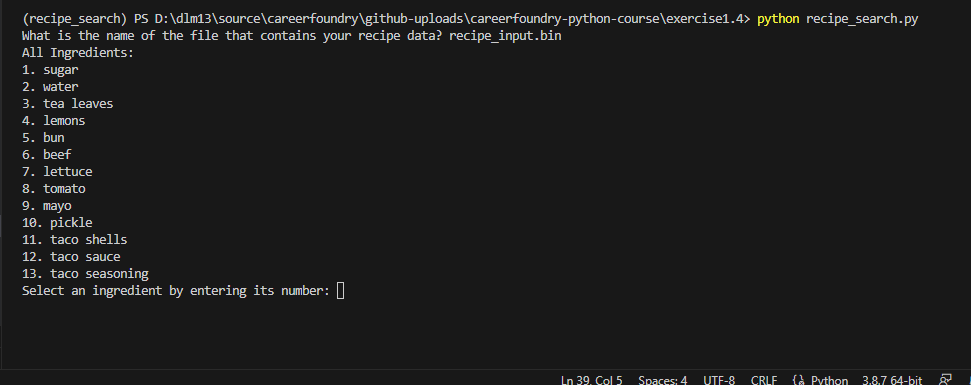 (recipe_search) PS D:\dlm13\source\careerfoundry\github-uploads\careerfoundry-python-course\exercise1.4> python recipe_search.py
What is the name of the file that contains your recipe data? recipe_input.bin
All Ingredients:
1. sugar
2. water
3. tea leaves
4. lemons
5. bun
6. beef
7. lettuce
8. tomato
9. mayo
10. pickle
11. taco shells
12. taco sauce
13. taco seasoning
Select an ingredient by entering its number:
Ln 39, Col 5 Spaces: 4 UTF-8 CRLF {} Python 3.8.7 64-bit